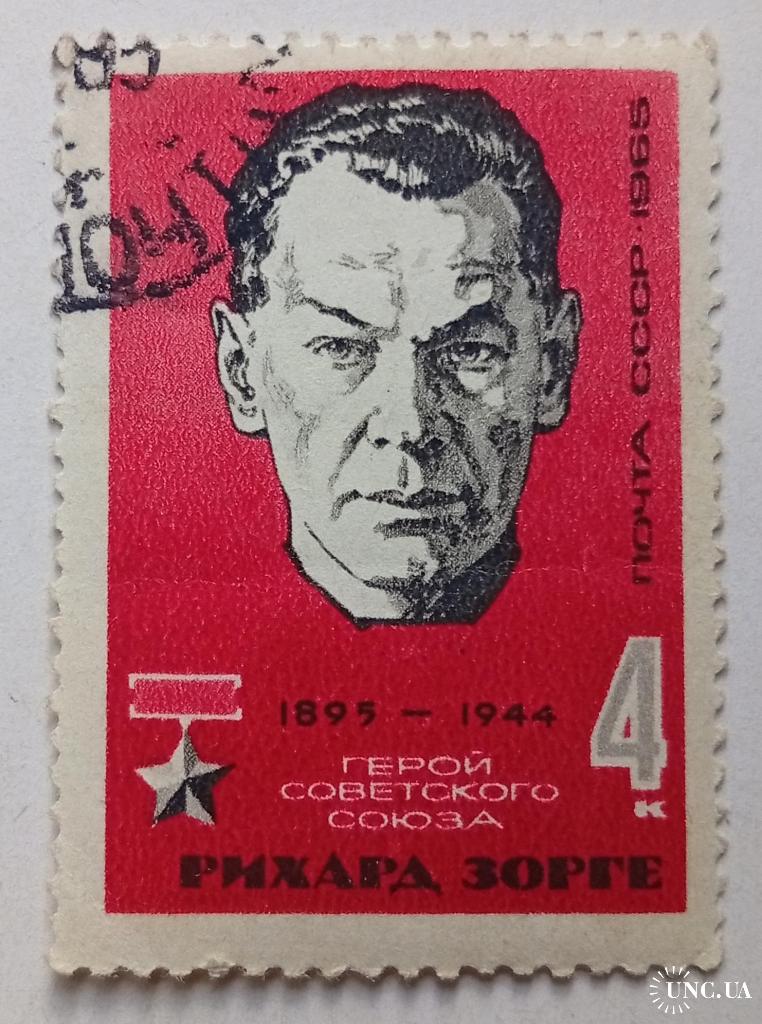 ПОЧТА СССР · 1965
1895 — 1944
4
к
ГЕРОЙ
СОВЕТСКОГО
СОЮЗА
РИХАРД ЗОРГЕ
UNC.UA